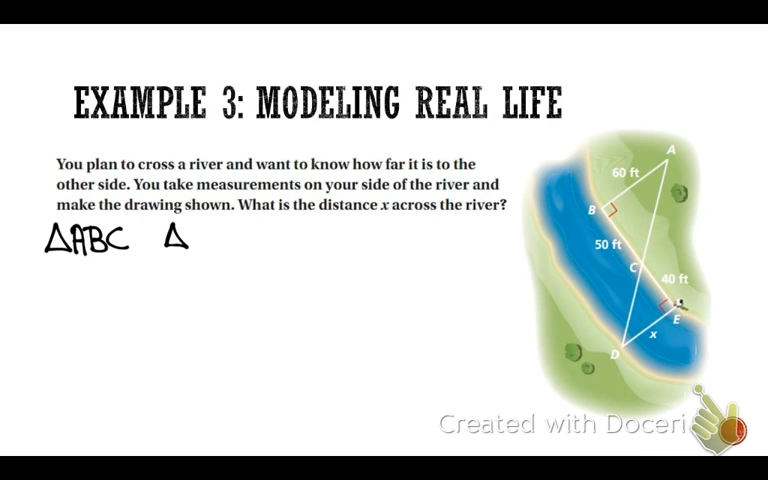 EXAMPLE 3: MODELING REAL LIFE
You plan to cross a river and want to know how far it is to the
other side. You take measurements on your side of the river and
make the drawing shown. What is the distance x across the river?
△ABC △
A
60 ft
B
50 ft
C
40 ft
E
x
D
Created with Doceri